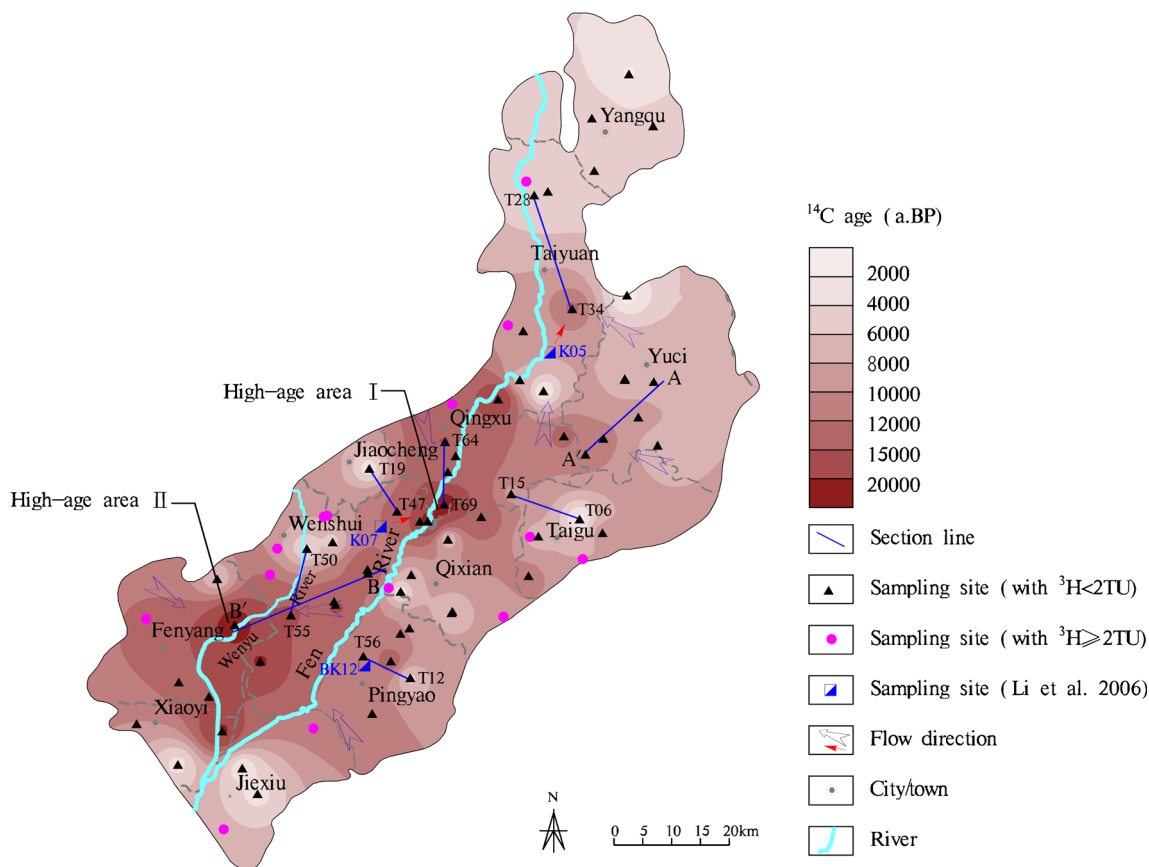 Yangqu
T28
Taiyuan
T34
K05
Yuci
A
High-age area Ⅰ
Qingxu
T64
Jiaocheng
T19
A'
T15
High-age area Ⅱ
T47
T69
T06
Wenshui
K07
Taigu
T50
River
Qixian
River
B
B'
Fenyang
T55
Wenyu
T56
Fen
BK12
T12
Pingyao
Xiaoyi
Jiexiu
N
0 5 10 15 20km
¹⁴C age (a.BP)
2000
4000
6000
8000
10000
12000
15000
20000
Section line
Sampling site (with ³H<2TU)
Sampling site (with ³H⩾2TU)
Sampling site (Li et al. 2006)
Flow direction
City/town
River